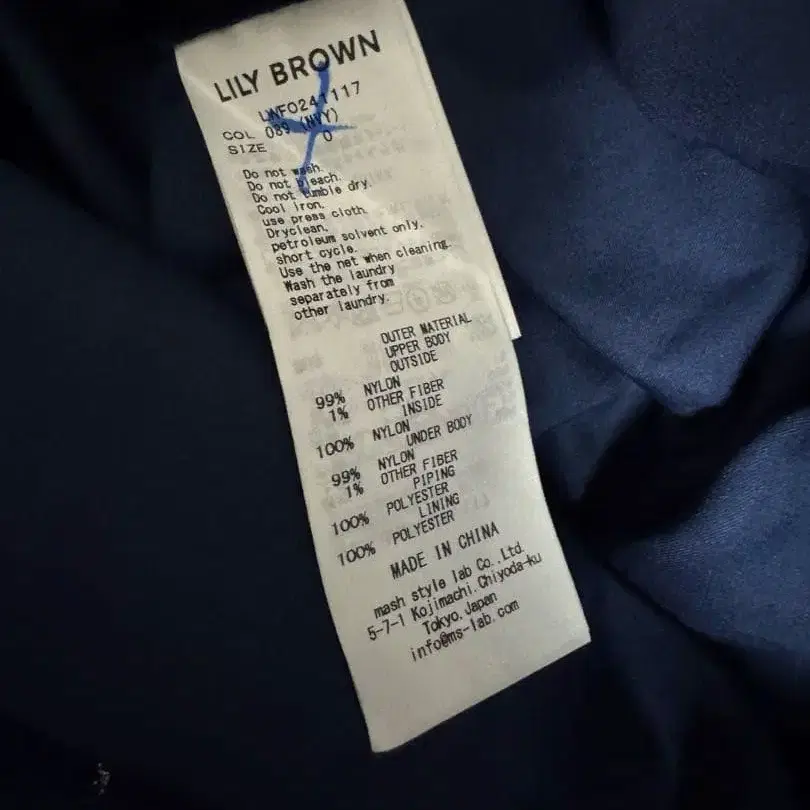 LILY BROWN
LWFO241117
COL 089 (NVY)
SIZE 0
Do not wash.
Do not bleach.
Do not tumble dry.
Cool iron.
use press cloth.
Dryclean.
petroleum solvent only.
short cycle.
Use the net when cleaning.
Wash the laundry
separately from
other laundry.
OUTER MATERIAL
UPPER BODY
OUTSIDE
99% NYLON
1% OTHER FIBER
INSIDE
100% NYLON
UNDER BODY
99% NYLON
1% OTHER FIBER
PIPING
100% POLYESTER
LINING
100% POLYESTER
MADE IN CHINA
mash style lab Co.,Ltd.
5-7-1 Kojimachi.Chiyoda-ku
Tokyo.Japan
info@ms-lab.com